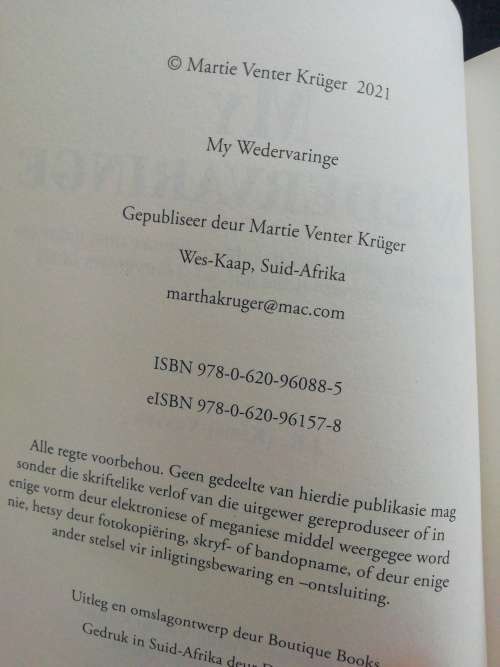 © Martie Venter Krüger 2021
My Wedervaringe
Gepubliseer deur Martie Venter Krüger
Wes-Kaap, Suid-Afrika
marthakruger@mac.com
ISBN 978-0-620-96088-5
eISBN 978-0-620-96157-8
Alle regte voorbehou. Geen gedeelte van hierdie publikasie mag
sonder die skriftelike verlof van die uitgewer gereproduseer of in
enige vorm deur elektroniese of meganiese middel weergegee word
nie, hetsy deur fotokopiëring, skryf- of bandopname, of deur enige
ander stelsel vir inligtingsbewaring en –ontsluiting.
Uitleg en omslagontwerp deur Boutique Books
Gedruk in Suid-Afrika deur